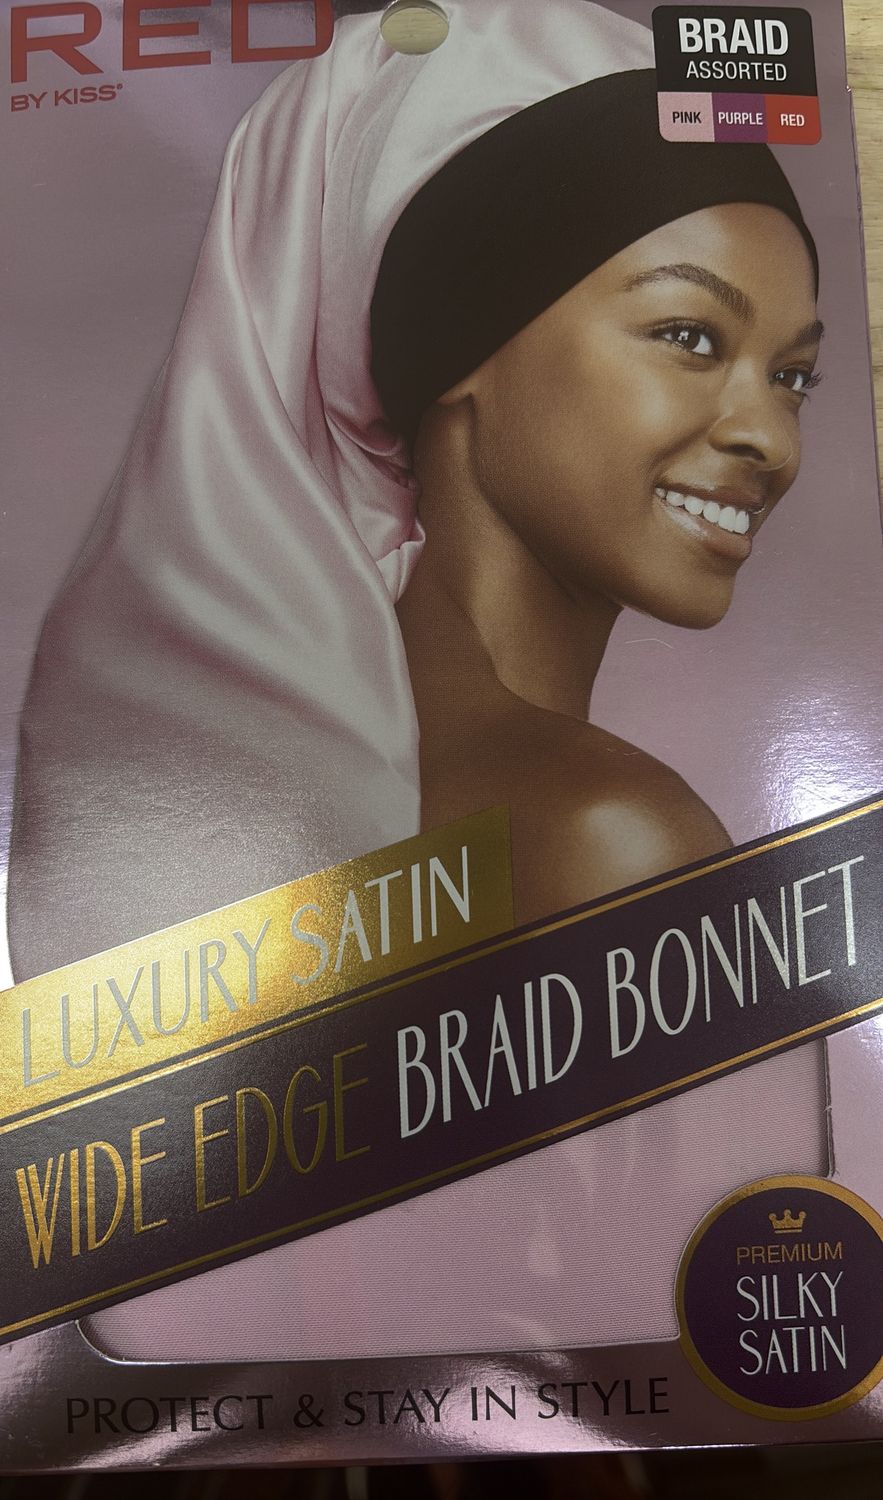 RED
BY KISS®
BRAID
ASSORTED
PINK PURPLE RED
LUXURY SATIN
WIDE EDGE BRAID BONNET
PREMIUM
SILKY
SATIN
PROTECT & STAY IN STYLE